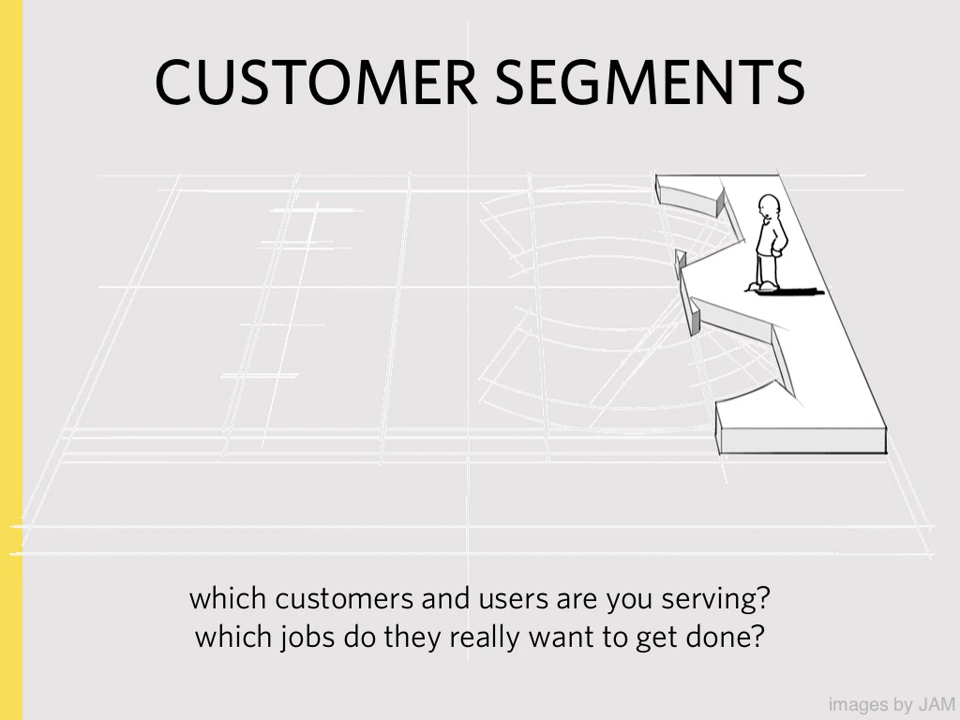 CUSTOMER SEGMENTS
which customers and users are you serving?
which jobs do they really want to get done?
images by JAM